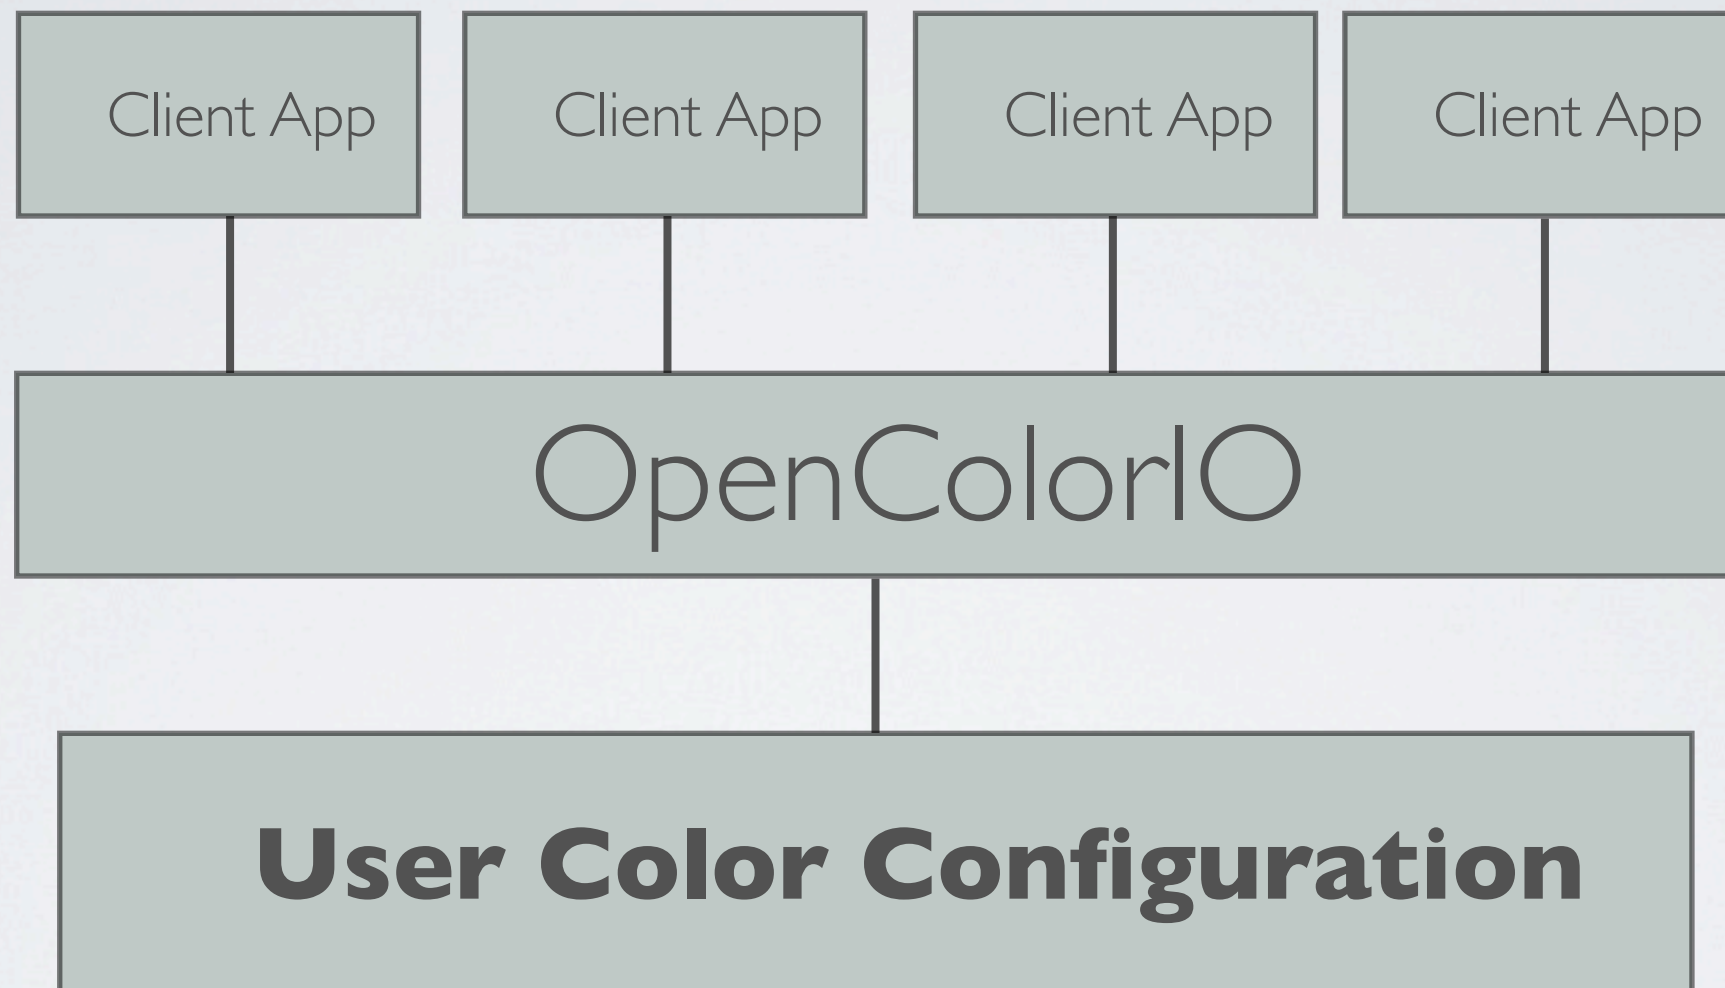 Client App
Client App
Client App
Client App
OpenColorIO
User Color Configuration